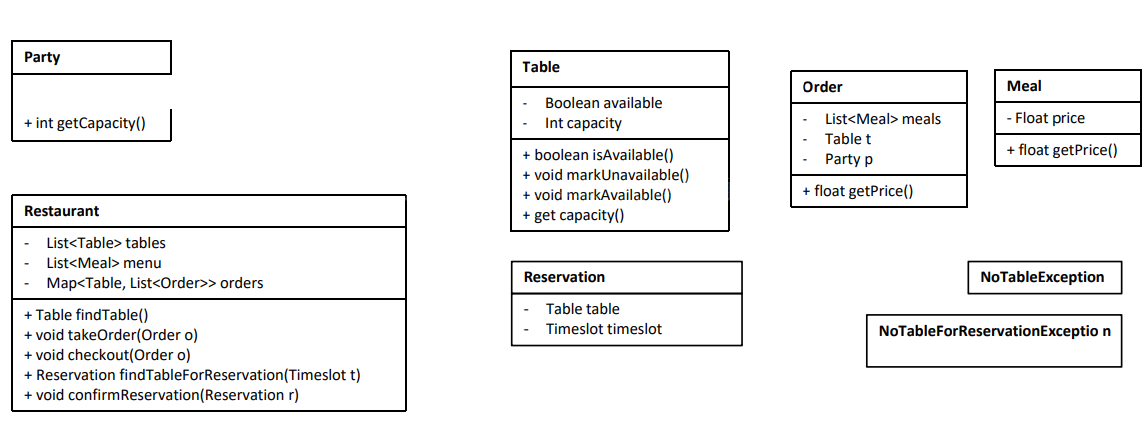 Party
+ int getCapacity()
Restaurant
- List<Table> tables
- List<Meal> menu
- Map<Table, List<Order>> orders
+ Table findTable()
+ void takeOrder(Order o)
+ void checkout(Order o)
+ Reservation findTableForReservation(Timeslot t)
+ void confirmReservation(Reservation r)
Table
- Boolean available
- Int capacity
+ boolean isAvailable()
+ void markUnavailable()
+ void markAvailable()
+ get capacity()
Reservation
- Table table
- Timeslot timeslot
Order
- List<Meal> meals
- Table t
- Party p
+ float getPrice()
Meal
- Float price
+ float getPrice()
NoTableException
NoTableForReservationExceptio n